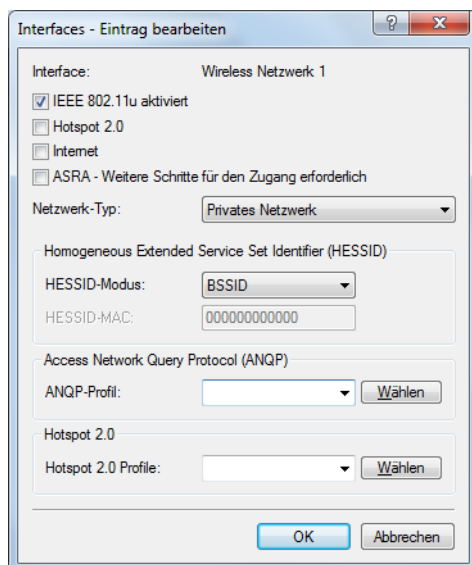 Interfaces - Eintrag bearbeiten
?
Interface: Wireless Netzwerk 1
IEEE 802.11u aktiviert
Hotspot 2.0
Internet
ASRA - Weitere Schritte für den Zugang erforderlich
Netzwerk-Typ: Privates Netzwerk
Homogeneous Extended Service Set Identifier (HESSID)
HESSID-Modus: BSSID
HESSID-MAC: 000000000000
Access Network Query Protocol (ANQP)
ANQP-Profil: Wählen
Hotspot 2.0
Hotspot 2.0 Profile: Wählen
OK Abbrechen